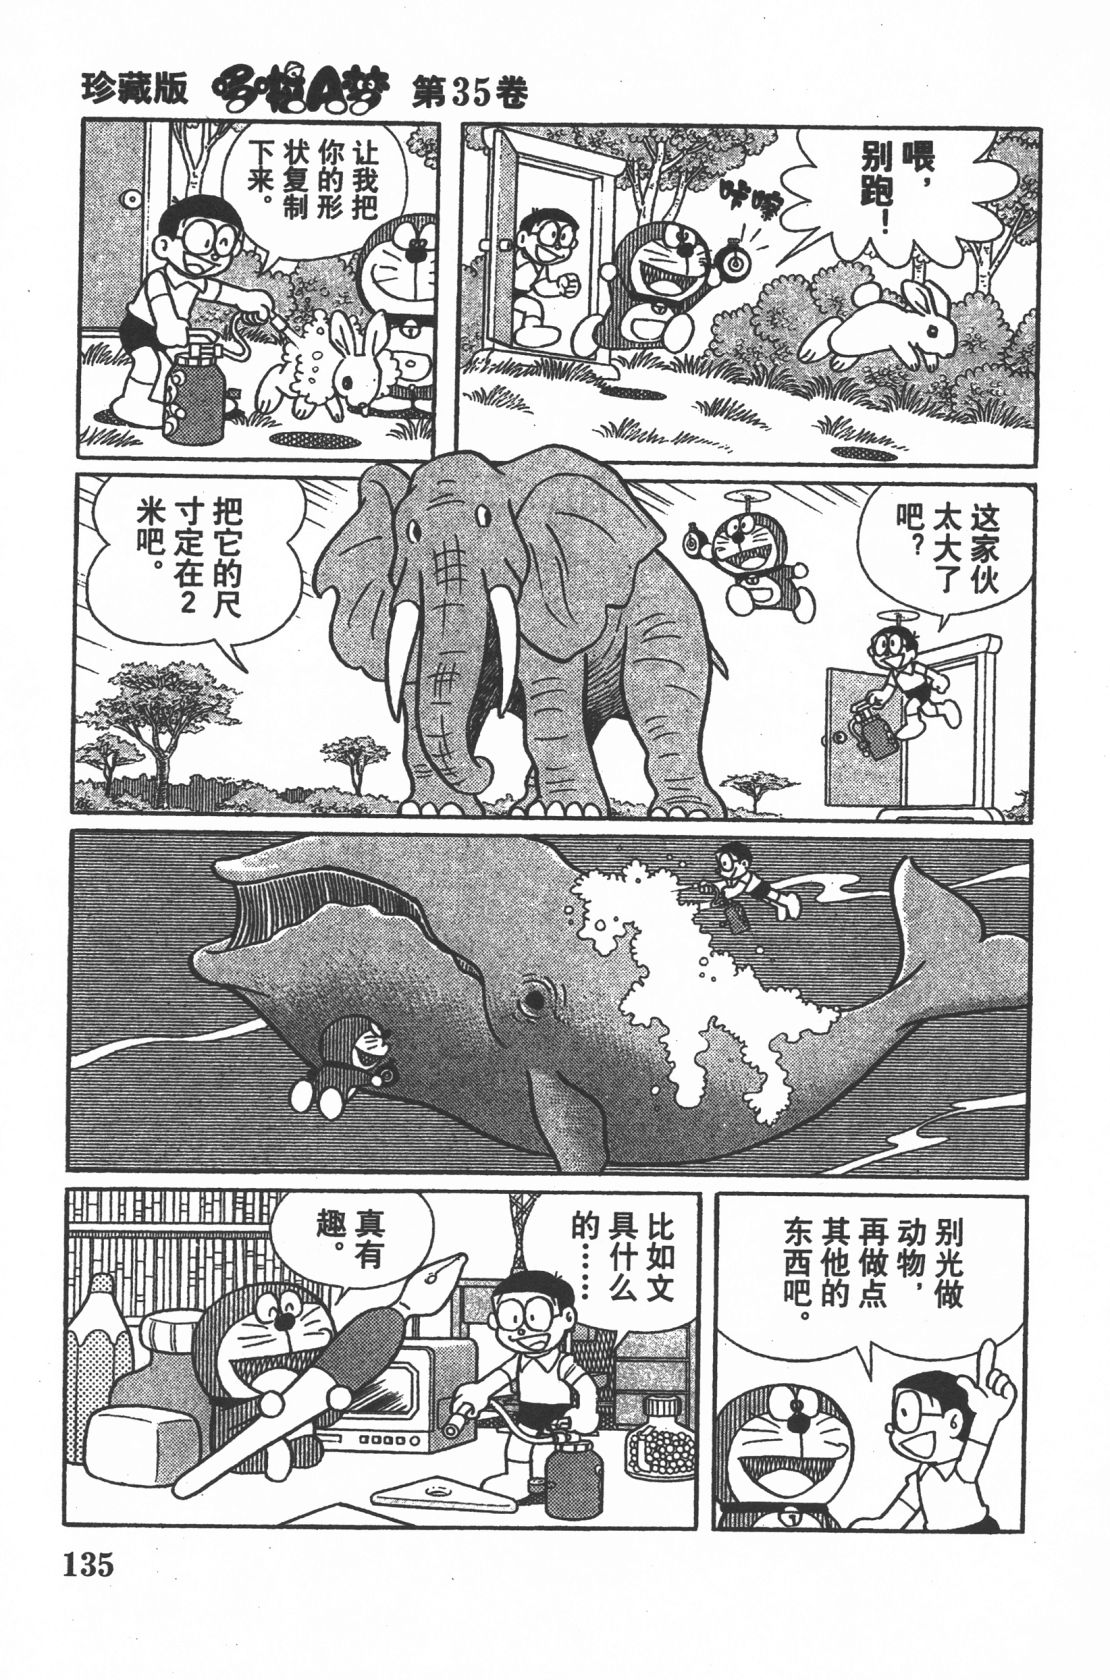 珍藏版 哆啦A梦 第35卷
喂，
别跑！
咔嚓
让我把
你的形
状复制
下来。
这家伙
太大了
吧？
把它的尺
寸定在2
米吧。
别光做
动物，
再做点
其他的
东西吧。
比如文
具什么
的……
真有
趣。
135